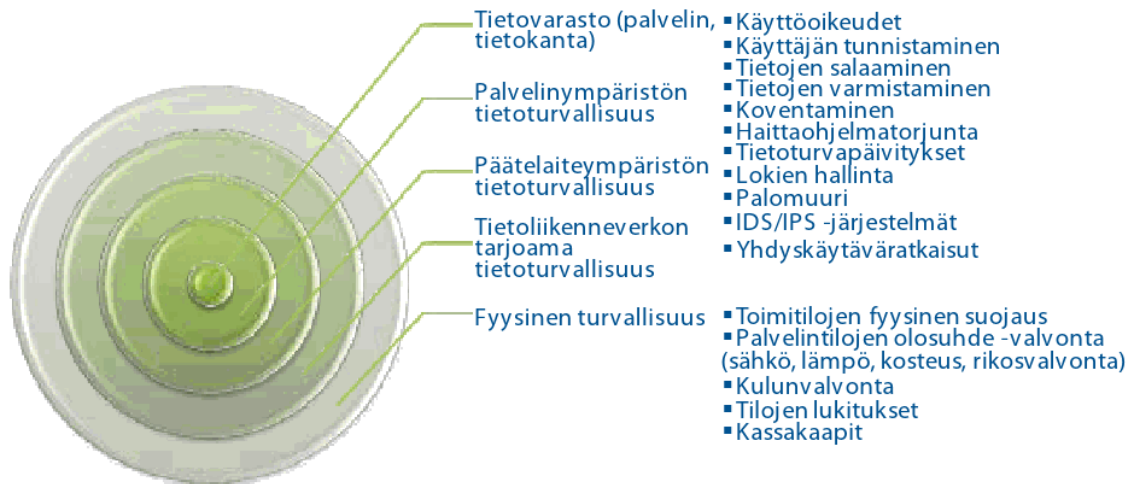 Tietovarasto (palvelin,
tietokanta)
Palvelinympäristön
tietoturvallisuus
Päätelaiteympäristön
tietoturvallisuus
Tietoliikenneverkon
tarjoama
tietoturvallisuus
Fyysinen turvallisuus
▪ Käyttöoikeudet
▪ Käyttäjän tunnistaminen
▪ Tietojen salaaminen
▪ Tietojen varmistaminen
▪ Koventaminen
▪ Haittaohjelmatorjunta
▪ Tietoturvapäivitykset
▪ Lokien hallinta
▪ Palomuuri
▪ IDS/IPS -järjestelmät
▪ Yhdyskäytäväratkaisut
▪ Toimitilojen fyysinen suojaus
▪ Palvelintilojen olosuhde -valvonta
(sähkö, lämpö, kosteus, rikosvalvonta)
▪ Kulunvalvonta
▪ Tilojen lukitukset
▪ Kassakaapit